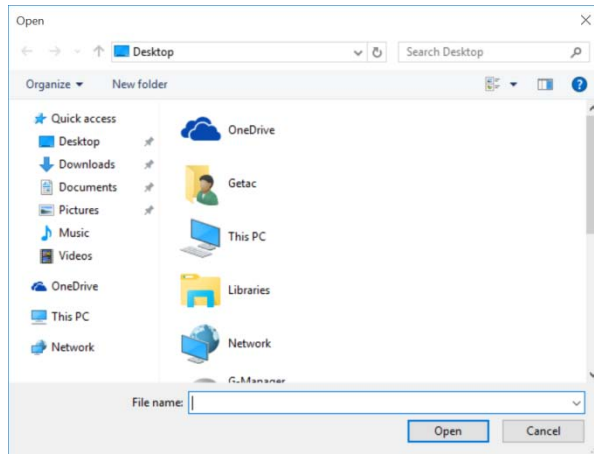 Open
Desktop
Search Desktop
Organize
New folder
Quick access
Desktop
Downloads
Documents
Pictures
Music
Videos
OneDrive
This PC
Network
OneDrive
Getac
This PC
Libraries
Network
G-Manager
File name:
Open
Cancel